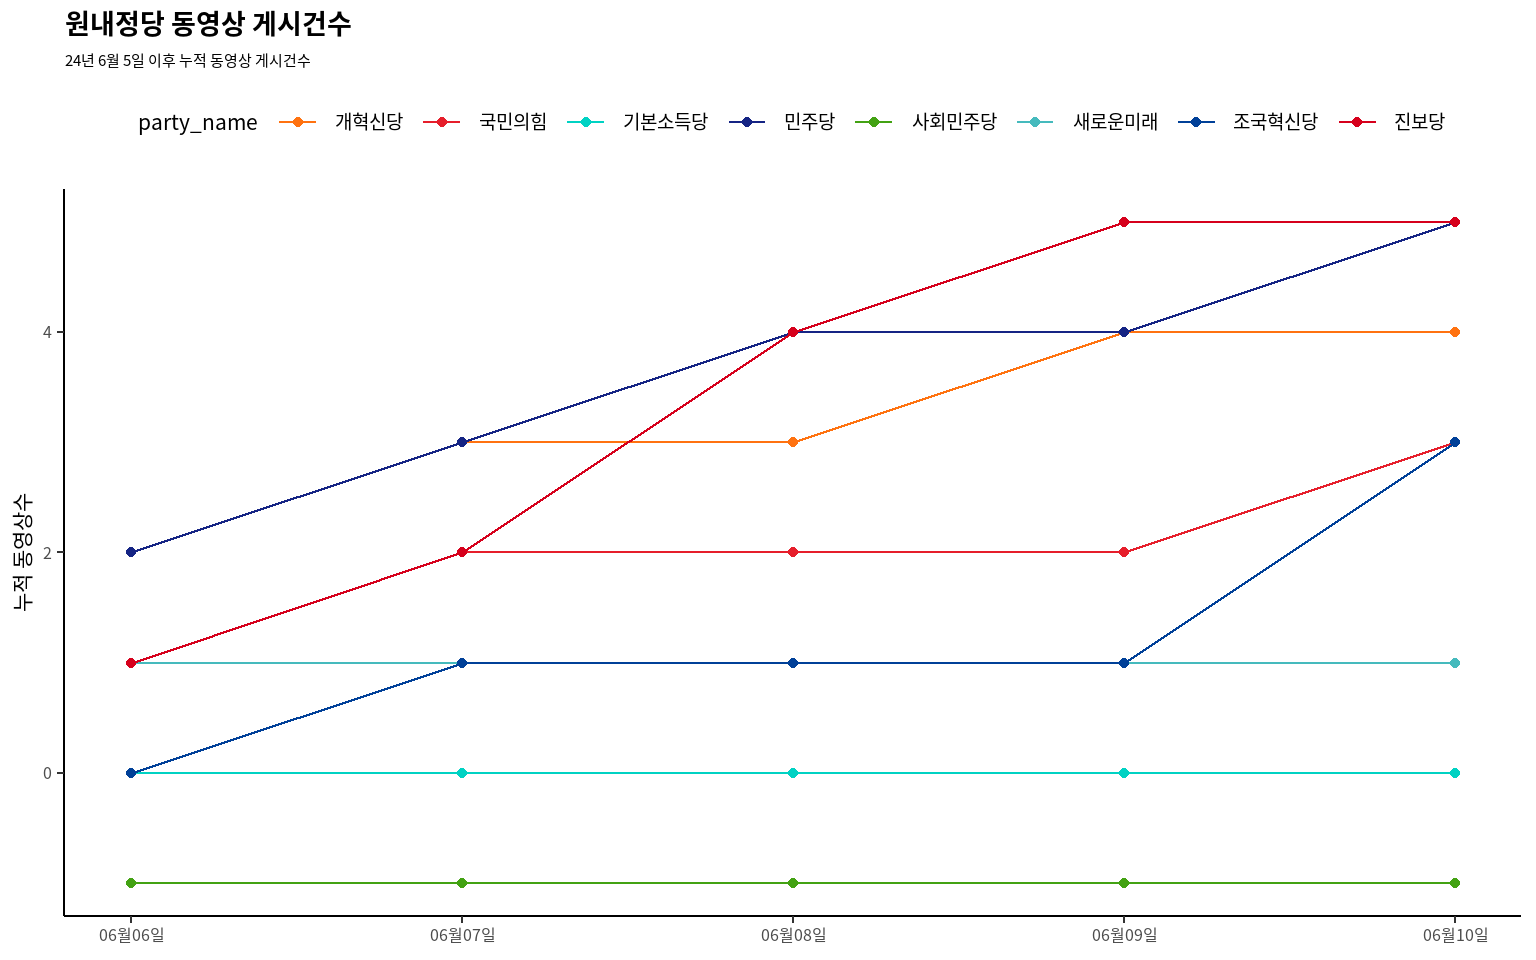 원내정당 동영상 게시건수
24년 6월 5일 이후 누적 동영상 게시건수
party_name 개혁신당 국민의힘 기본소득당 민주당 사회민주당 새로운미래 조국혁신당 진보당
누적 동영상수
4
2
0
06월06일 06월07일 06월08일 06월09일 06월10일